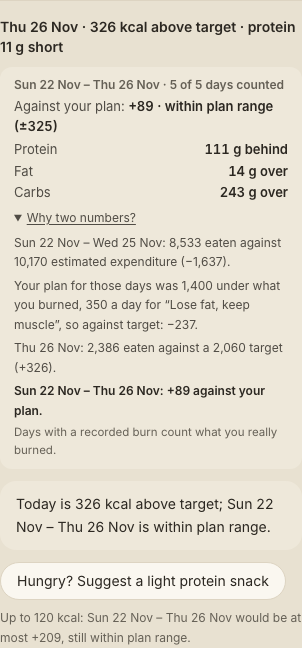 Thu 26 Nov · 326 kcal above target · protein
11 g short
Sun 22 Nov – Thu 26 Nov · 5 of 5 days counted
Against your plan: +89 · within plan range
(±325)
Protein 111 g behind
Fat 14 g over
Carbs 243 g over
▼ Why two numbers?
Sun 22 Nov – Wed 25 Nov: 8,533 eaten against
10,170 estimated expenditure (−1,637).
Your plan for those days was 1,400 under what
you burned, 350 a day for “Lose fat, keep
muscle”, so against target: −237.
Thu 26 Nov: 2,386 eaten against a 2,060 target
(+326).
Sun 22 Nov – Thu 26 Nov: +89 against your
plan.
Days with a recorded burn count what you really
burned.
Today is 326 kcal above target; Sun 22
Nov – Thu 26 Nov is within plan range.
Hungry? Suggest a light protein snack
Up to 120 kcal: Sun 22 Nov – Thu 26 Nov would be at
most +209, still within plan range.